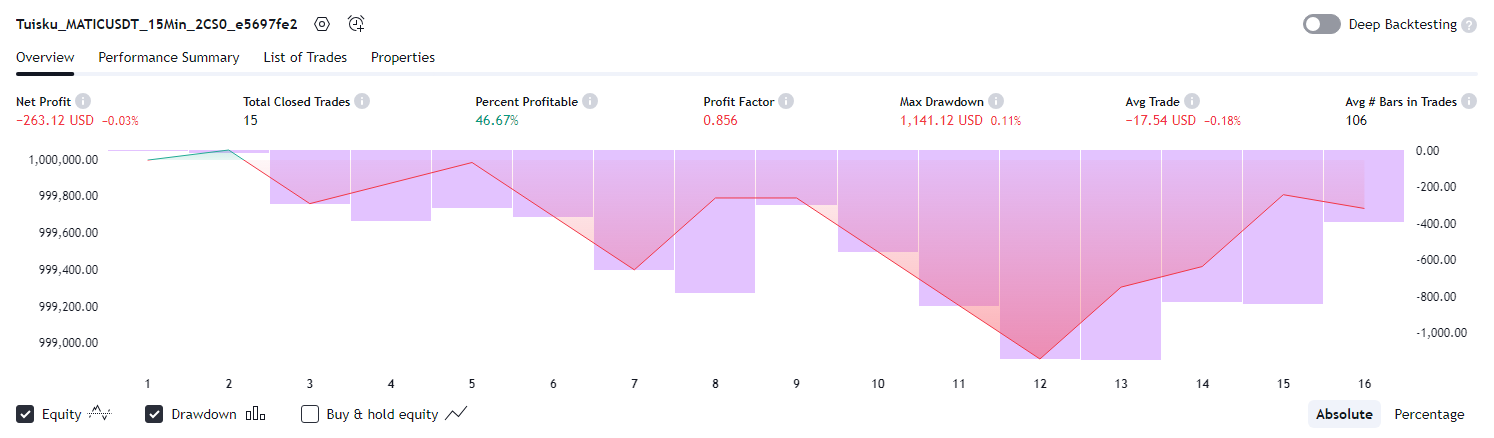 Tuisku_MATICUSDT_15Min_2CS0_e5697fe2 Deep Backtesting ?
Overview Performance Summary List of Trades Properties
Net Profit i Total Closed Trades i Percent Profitable i Profit Factor i Max Drawdown i Avg Trade i Avg # Bars in Trades i
−263.12 USD −0.03% 15 46.67% 0.856 1,141.12 USD 0.11% −17.54 USD −0.18% 106
1,000,000.00 0.00
999,800.00 -200.00
999,600.00 -400.00
999,400.00 -600.00
999,200.00 -800.00
999,000.00 -1,000.00
1 2 3 4 5 6 7 8 9 10 11 12 13 14 15 16
Equity Drawdown Buy & hold equity Absolute Percentage